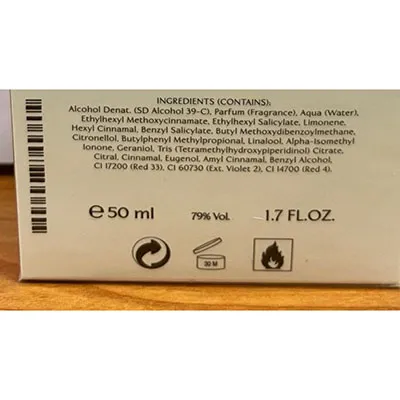 INGREDIENTS (CONTAINS):
Alcohol Denat. (SD Alcohol 39-C), Parfum (Fragrance), Aqua (Water),
Ethylhexyl Methoxycinnamate, Ethylhexyl Salicylate, Limonene,
Hexyl Cinnamal, Benzyl Salicylate, Butyl Methoxydibenzoylmethane,
Citronellol, Butylphenyl Methylpropional, Linalool, Alpha-Isomethyl
Ionone, Geraniol, Tris (Tetramethylhydroxypiperidinol) Citrate,
Citral, Cinnamal, Eugenol, Amyl Cinnamal, Benzyl Alcohol,
CI 17200 (Red 33), CI 60730 (Ext. Violet 2), CI 14700 (Red 4).
℮ 50 ml 79% Vol. 1.7 FL.OZ.
30 M